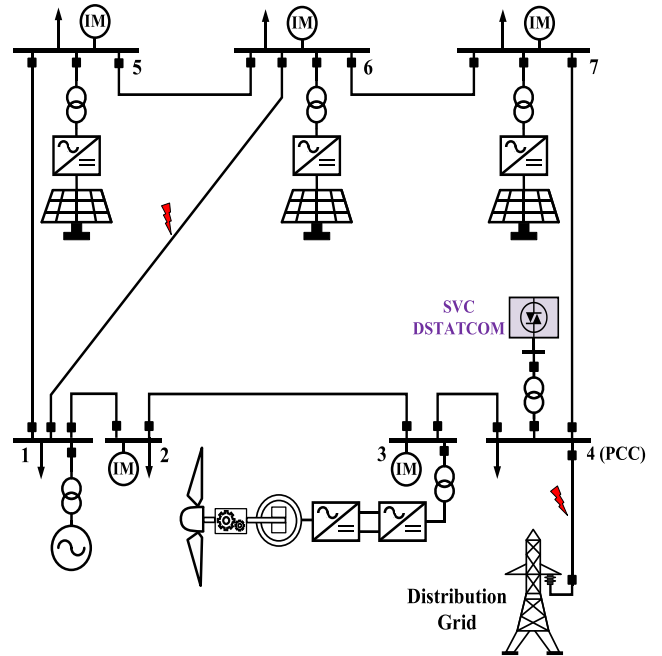 IM
IM
IM
5
6
7
SVC
DSTATCOM
1
2
3
4 (PCC)
IM
IM
Distribution
Grid